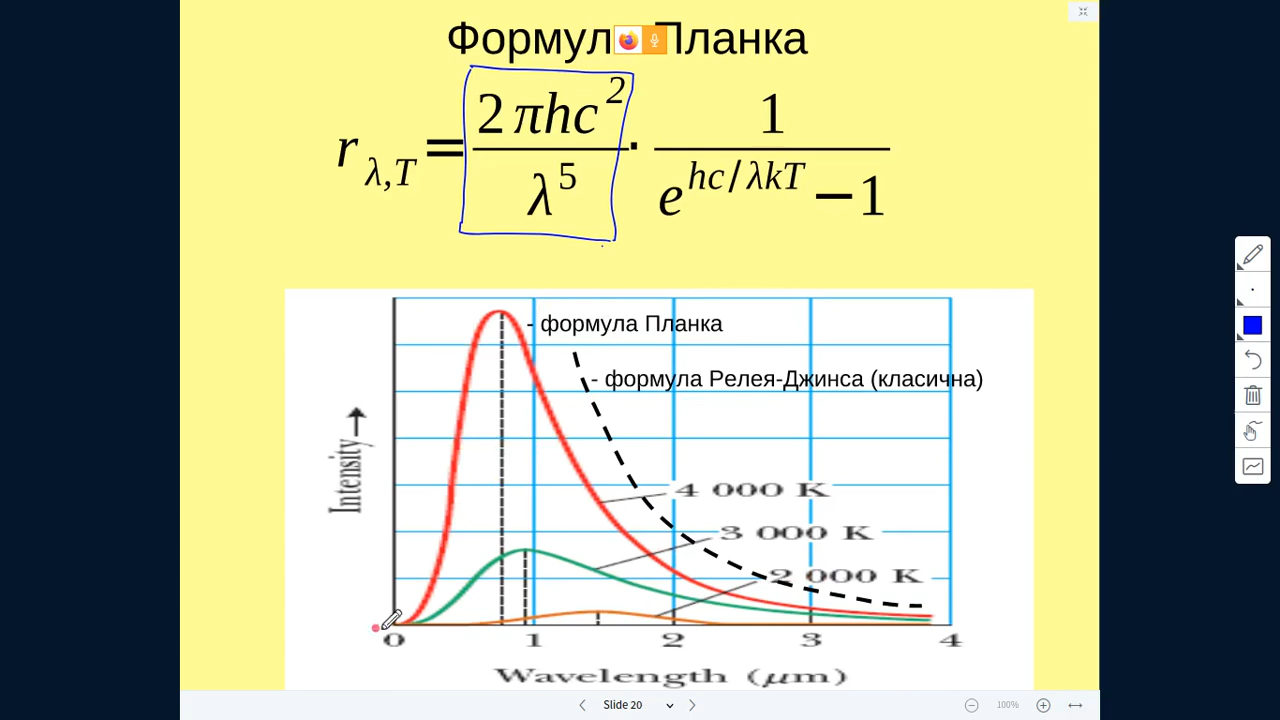 Формул Планка
r λ,T = 2πhc² / λ⁵ · 1 / e^(hc/λkT) − 1
- формула Планка
- формула Релея-Джинса (класична)
Intensity→
4 000 K
3 000 K
2 000 K
0 1 2 3 4
Wavelength (μm)
Slide 20
100%